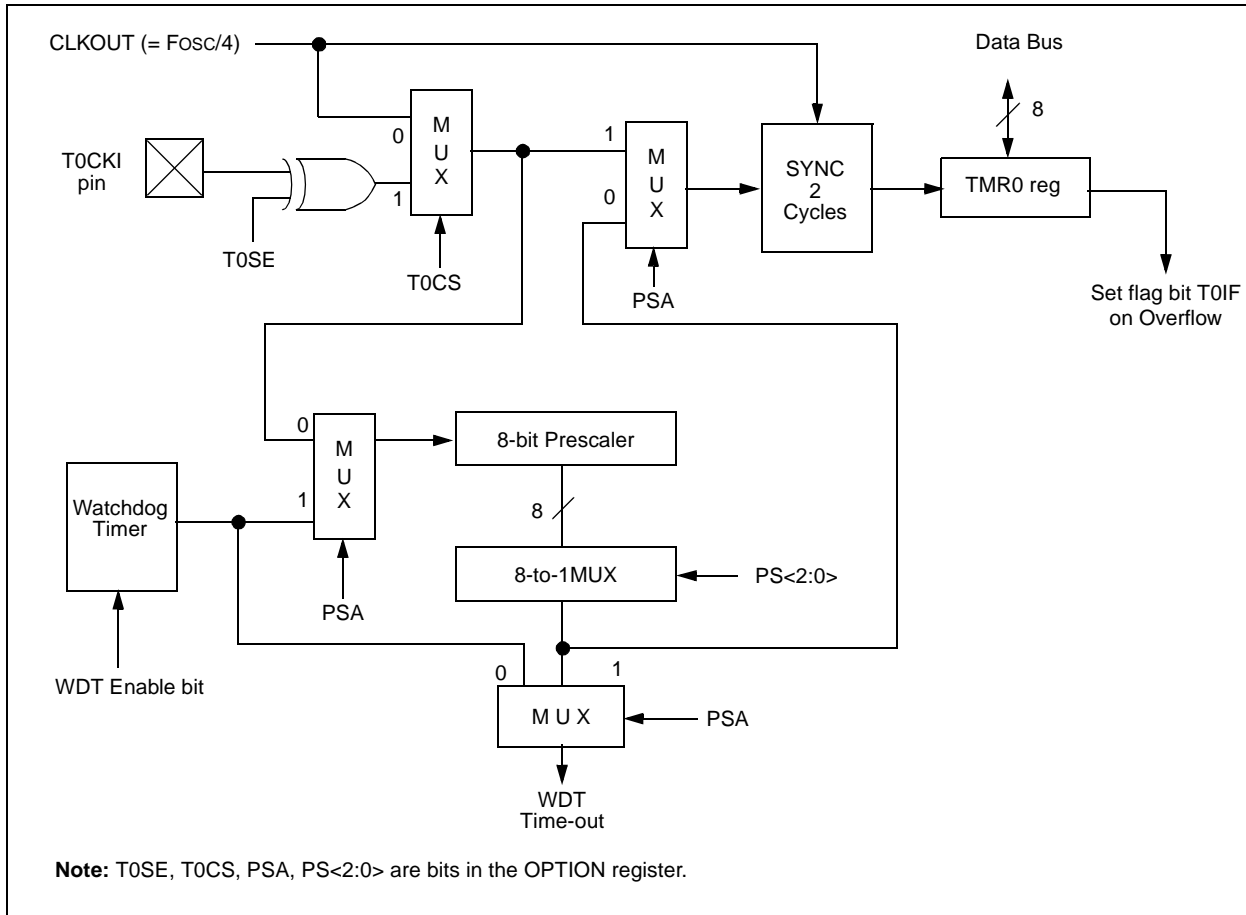 CLKOUT (= FOSC/4)
Data Bus
8
T0CKI
pin
T0SE
0
1
M
U
X
T0CS
1
0
M
U
X
PSA
SYNC
2
Cycles
TMR0 reg
Set flag bit T0IF
on Overflow
Watchdog
Timer
WDT Enable bit
0
1
M
U
X
PSA
8-bit Prescaler
8
8-to-1MUX
PS<2:0>
0
1
M U X
PSA
WDT
Time-out
Note: T0SE, T0CS, PSA, PS<2:0> are bits in the OPTION register.